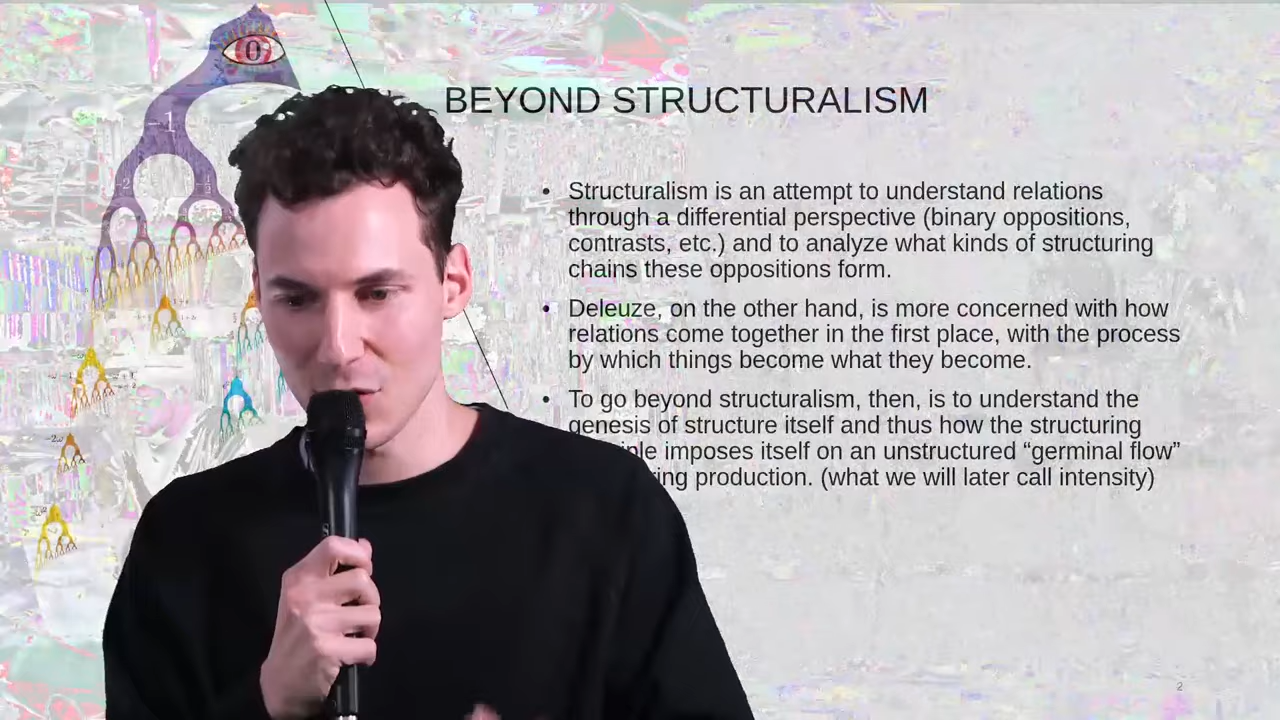 0
-1
BEYOND STRUCTURALISM
• Structuralism is an attempt to understand relations
through a differential perspective (binary oppositions,
contrasts, etc.) and to analyze what kinds of structuring
chains these oppositions form.
• Deleuze, on the other hand, is more concerned with how
relations come together in the first place, with the process
by which things become what they become.
• To go beyond structuralism, then, is to understand the
genesis of structure itself and thus how the structuring
imposes itself on an unstructured “germinal flow”
production. (what we will later call intensity)
-2ω
2